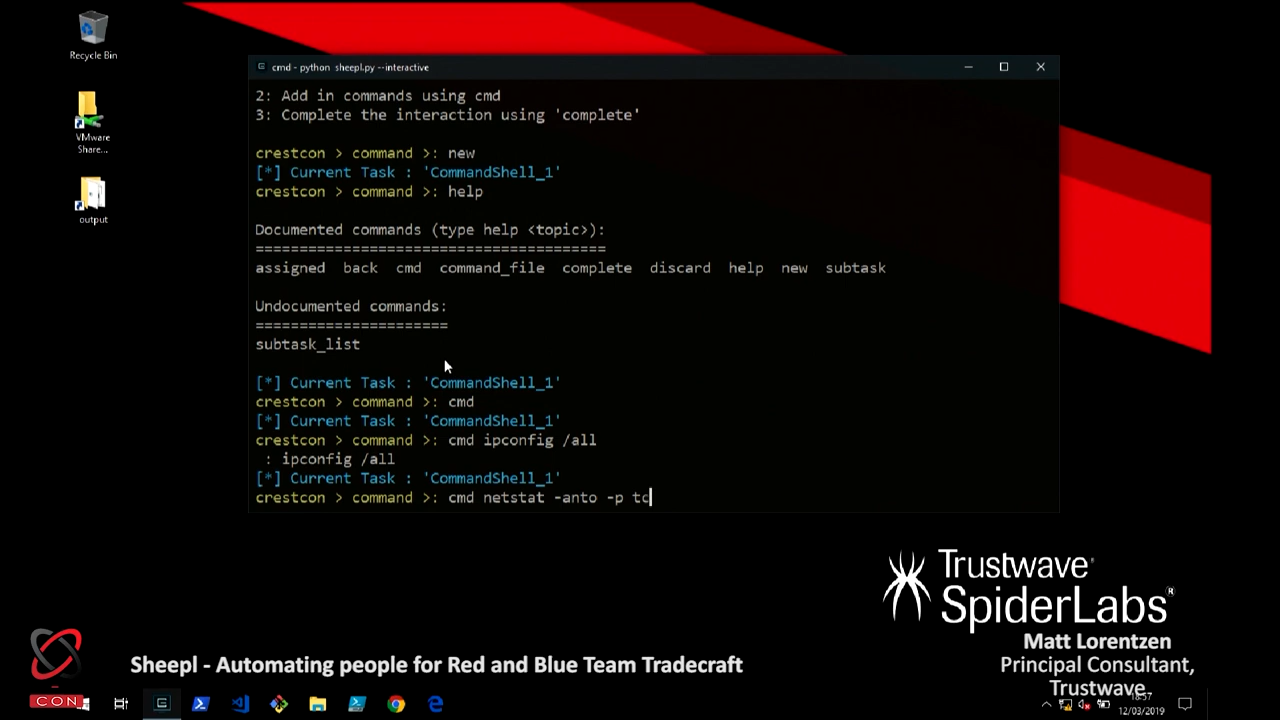 Recycle Bin
VMware
Share...
output
cmd - python sheepl.py --interactive
2: Add in commands using cmd
3: Complete the interaction using 'complete'
crestcon > command >: new
[*] Current Task : 'CommandShell_1'
crestcon > command >: help
Documented commands (type help <topic>):
========================================
assigned back cmd command_file complete discard help new subtask
Undocumented commands:
======================
subtask_list
[*] Current Task : 'CommandShell_1'
crestcon > command >: cmd
[*] Current Task : 'CommandShell_1'
crestcon > command >: cmd ipconfig /all
: ipconfig /all
[*] Current Task : 'CommandShell_1'
crestcon > command >: cmd netstat -anto -p tc
Trustwave®
SpiderLabs®
Matt Lorentzen
Principal Consultant,
Trustwave.
Sheepl - Automating people for Red and Blue Team Tradecraft
CON
18:57
12/03/2019